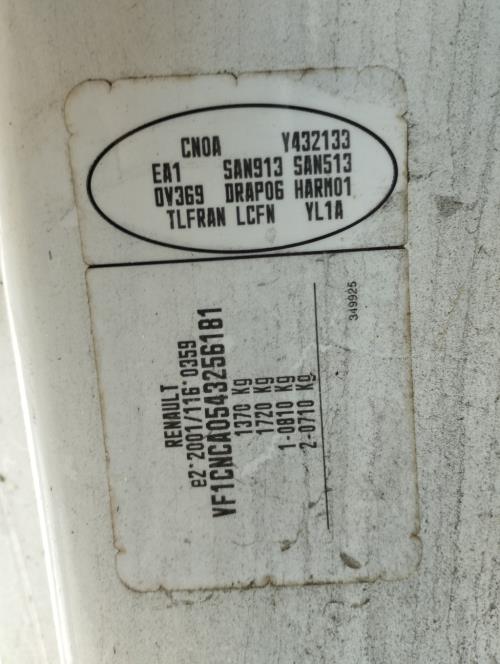 CN0A Y432133
EA1 SAN913 SAN513
OV369 DRAP06 HARM01
TLFRAN LCFN YL1A
RENAULT
e2*2001/116*0359
VF1CNCA0543256181
1370 Kg
1720 Kg
1-0810 Kg
2-0710 Kg
349925